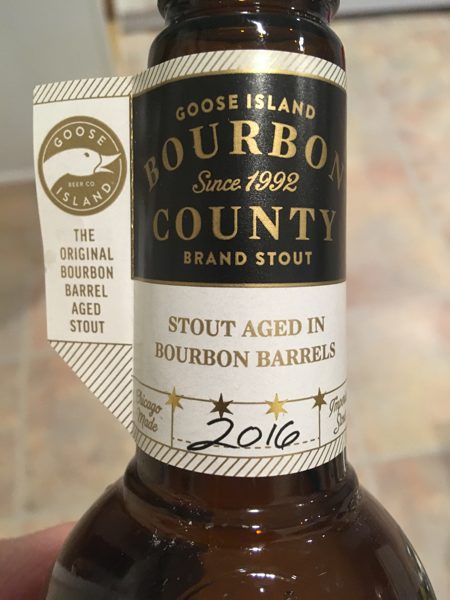 GOOSE ISLAND
BOURBON
Since 1992
COUNTY
BRAND STOUT
STOUT AGED IN
BOURBON BARRELS
Chicago
Made
2016
GOOSE
BEER CO.
ISLAND
THE
ORIGINAL
BOURBON
BARREL
AGED
STOUT